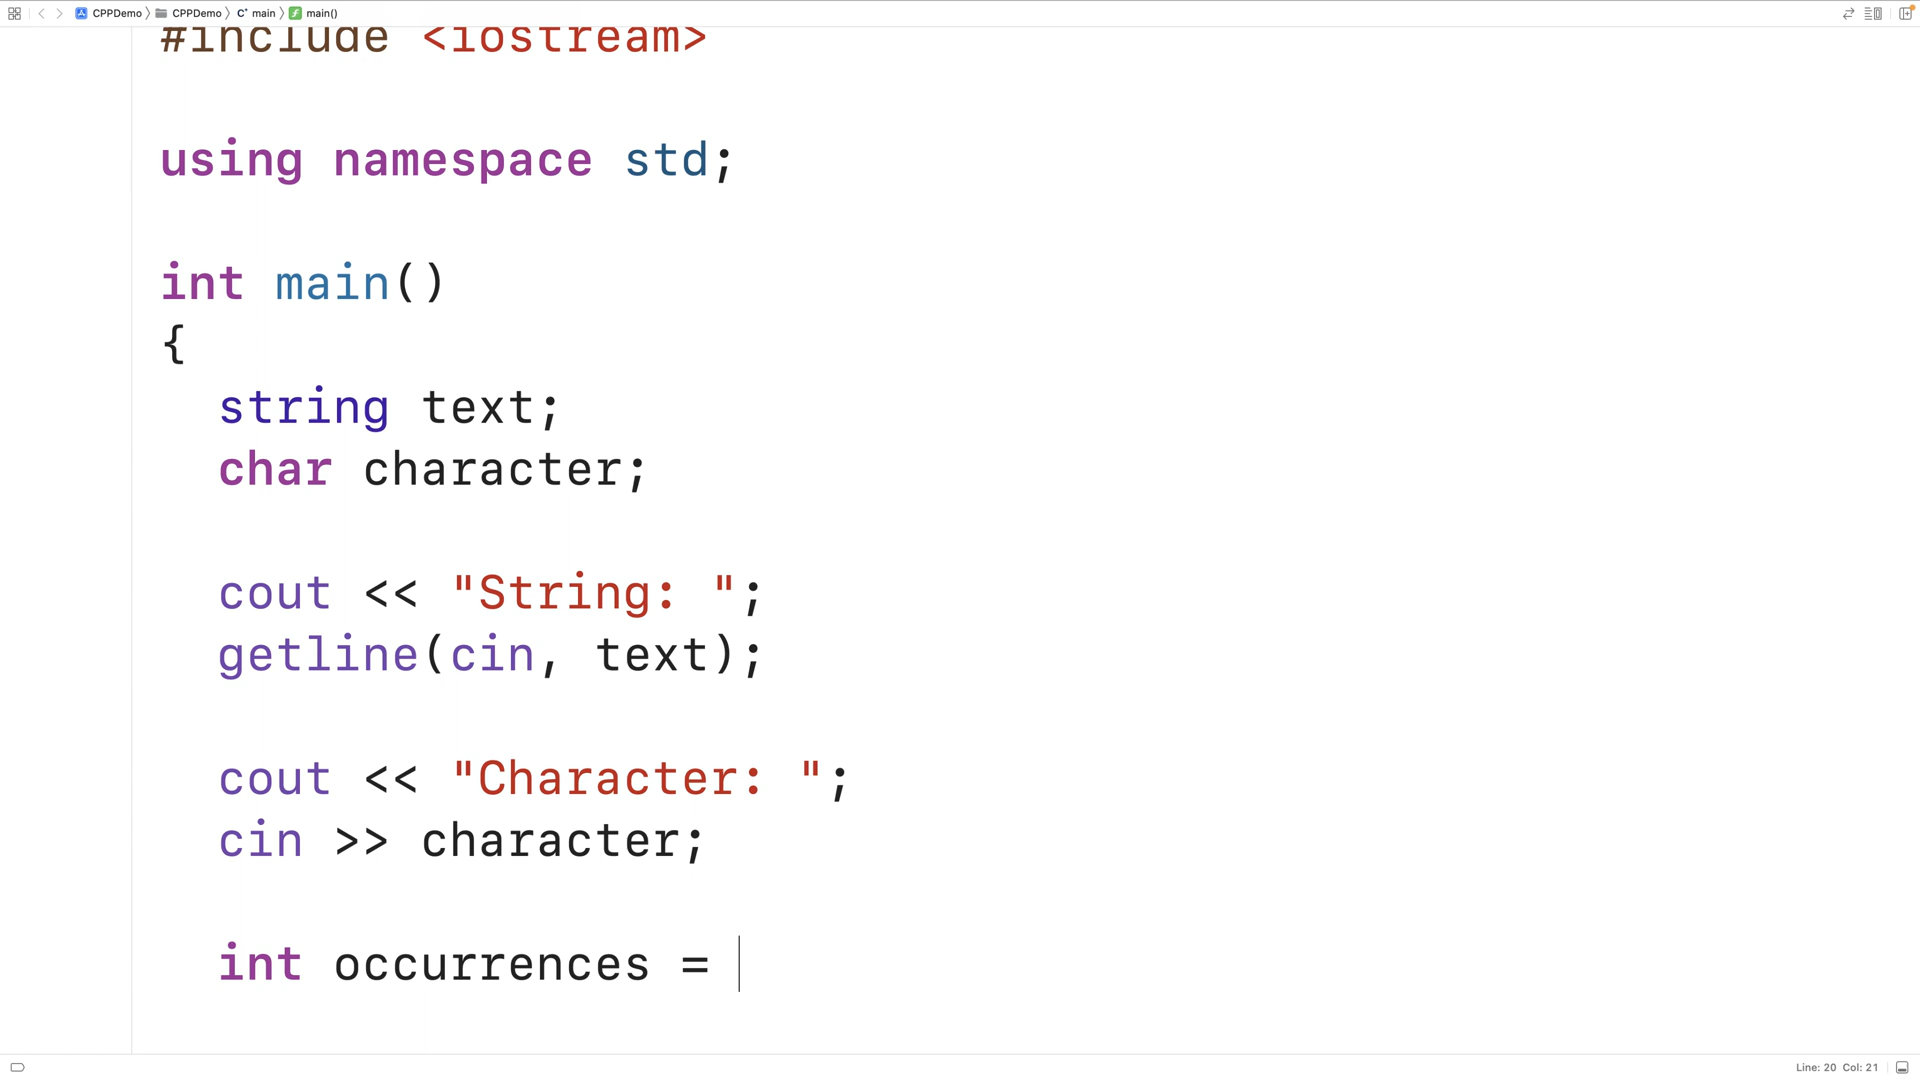 CPPDemo CPPDemo C+ main f main()
#include <iostream>
using namespace std;
int main()
{
string text;
char character;
cout << "String: ";
getline(cin, text);
cout << "Character: ";
cin >> character;
int occurrences =
Line: 20 Col: 21